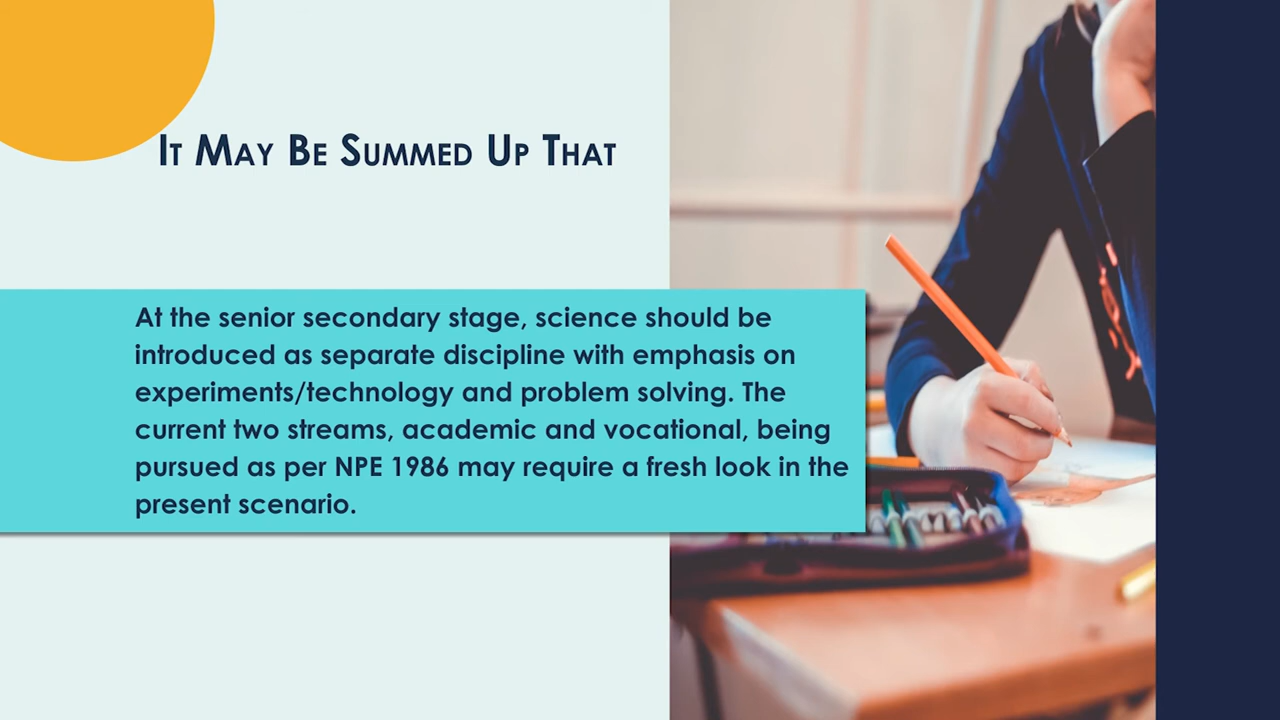 It May Be Summed Up That
At the senior secondary stage, science should be
introduced as separate discipline with emphasis on
experiments/technology and problem solving. The
current two streams, academic and vocational, being
pursued as per NPE 1986 may require a fresh look in the
present scenario.